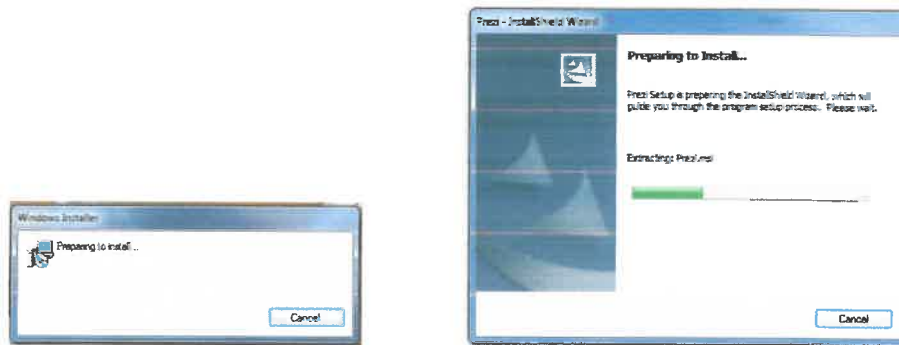 Windows Installer
Preparing to install...
Cancel
Prezi - InstallShield Wizard
Preparing to Install...
Prezi Setup is preparing the InstallShield Wizard, which will
guide you through the program setup process. Please wait.
Extracting: Prezi.msi
Cancel